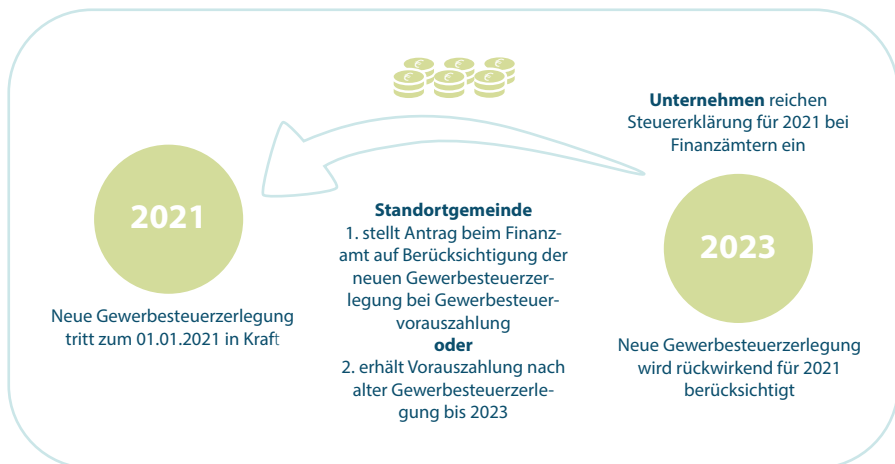 2021
Neue Gewerbesteuerzerlegung
tritt zum 01.01.2021 in Kraft
€ € €
€ € €
Standortgemeinde
1. stellt Antrag beim Finanz-
amt auf Berücksichtigung der
neuen Gewerbesteuerzer-
legung bei Gewerbesteuer-
vorauszahlung
oder
2. erhält Vorauszahlung nach
alter Gewerbesteuerzerle-
gung bis 2023
Unternehmen reichen
Steuererklärung für 2021 bei
Finanzämtern ein
2023
Neue Gewerbesteuerzerlegung
wird rückwirkend für 2021
berücksichtigt